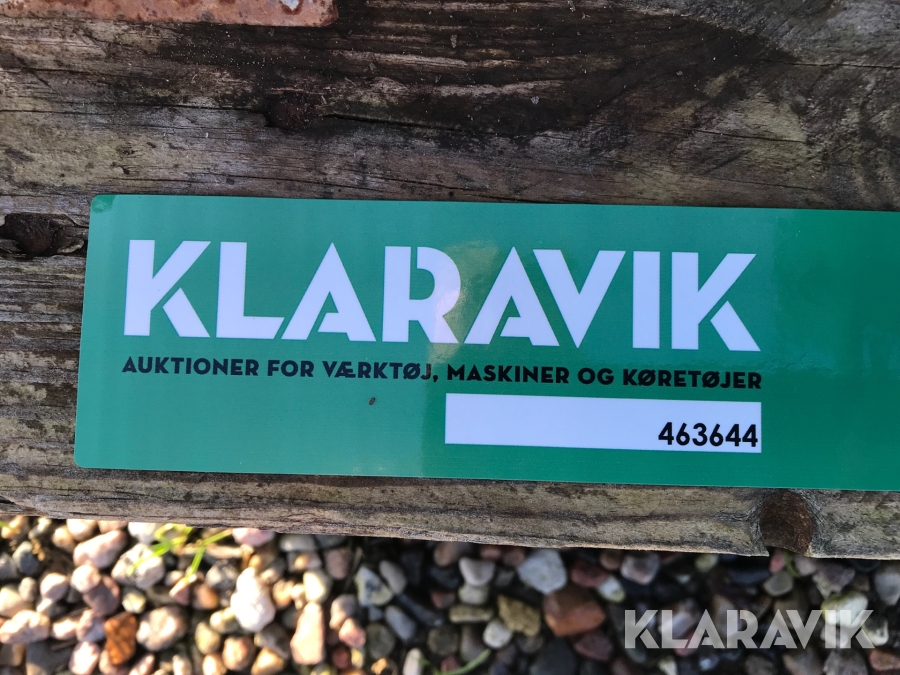 KLARAVIK
AUKTIONER FOR VÆRKTØJ, MASKINER OG KØRETØJER
463644
KLARAVIK